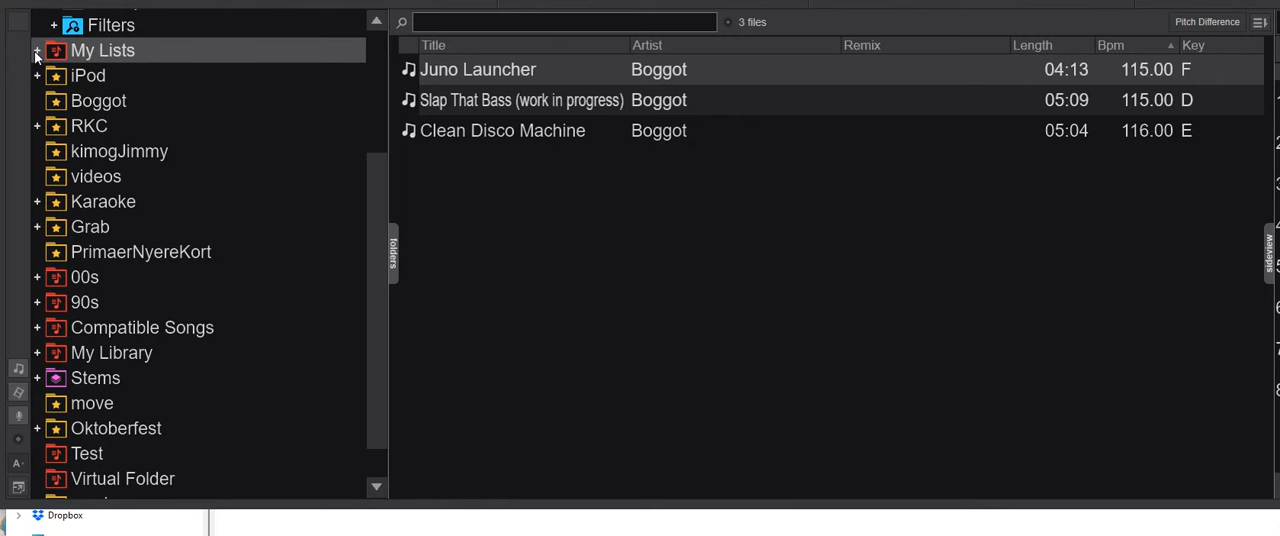 Filters
My Lists
iPod
Boggot
RKC
kimogJimmy
videos
Karaoke
Grab
PrimaerNyereKort
00s
90s
Compatible Songs
My Library
Stems
move
Oktoberfest
Test
Virtual Folder
3 files
Pitch Difference
Title Artist Remix Length Bpm Key
Juno Launcher Boggot 04:13 115.00 F
Slap That Bass (work in progress) Boggot 05:09 115.00 D
Clean Disco Machine Boggot 05:04 116.00 E
folders
sideview
Dropbox